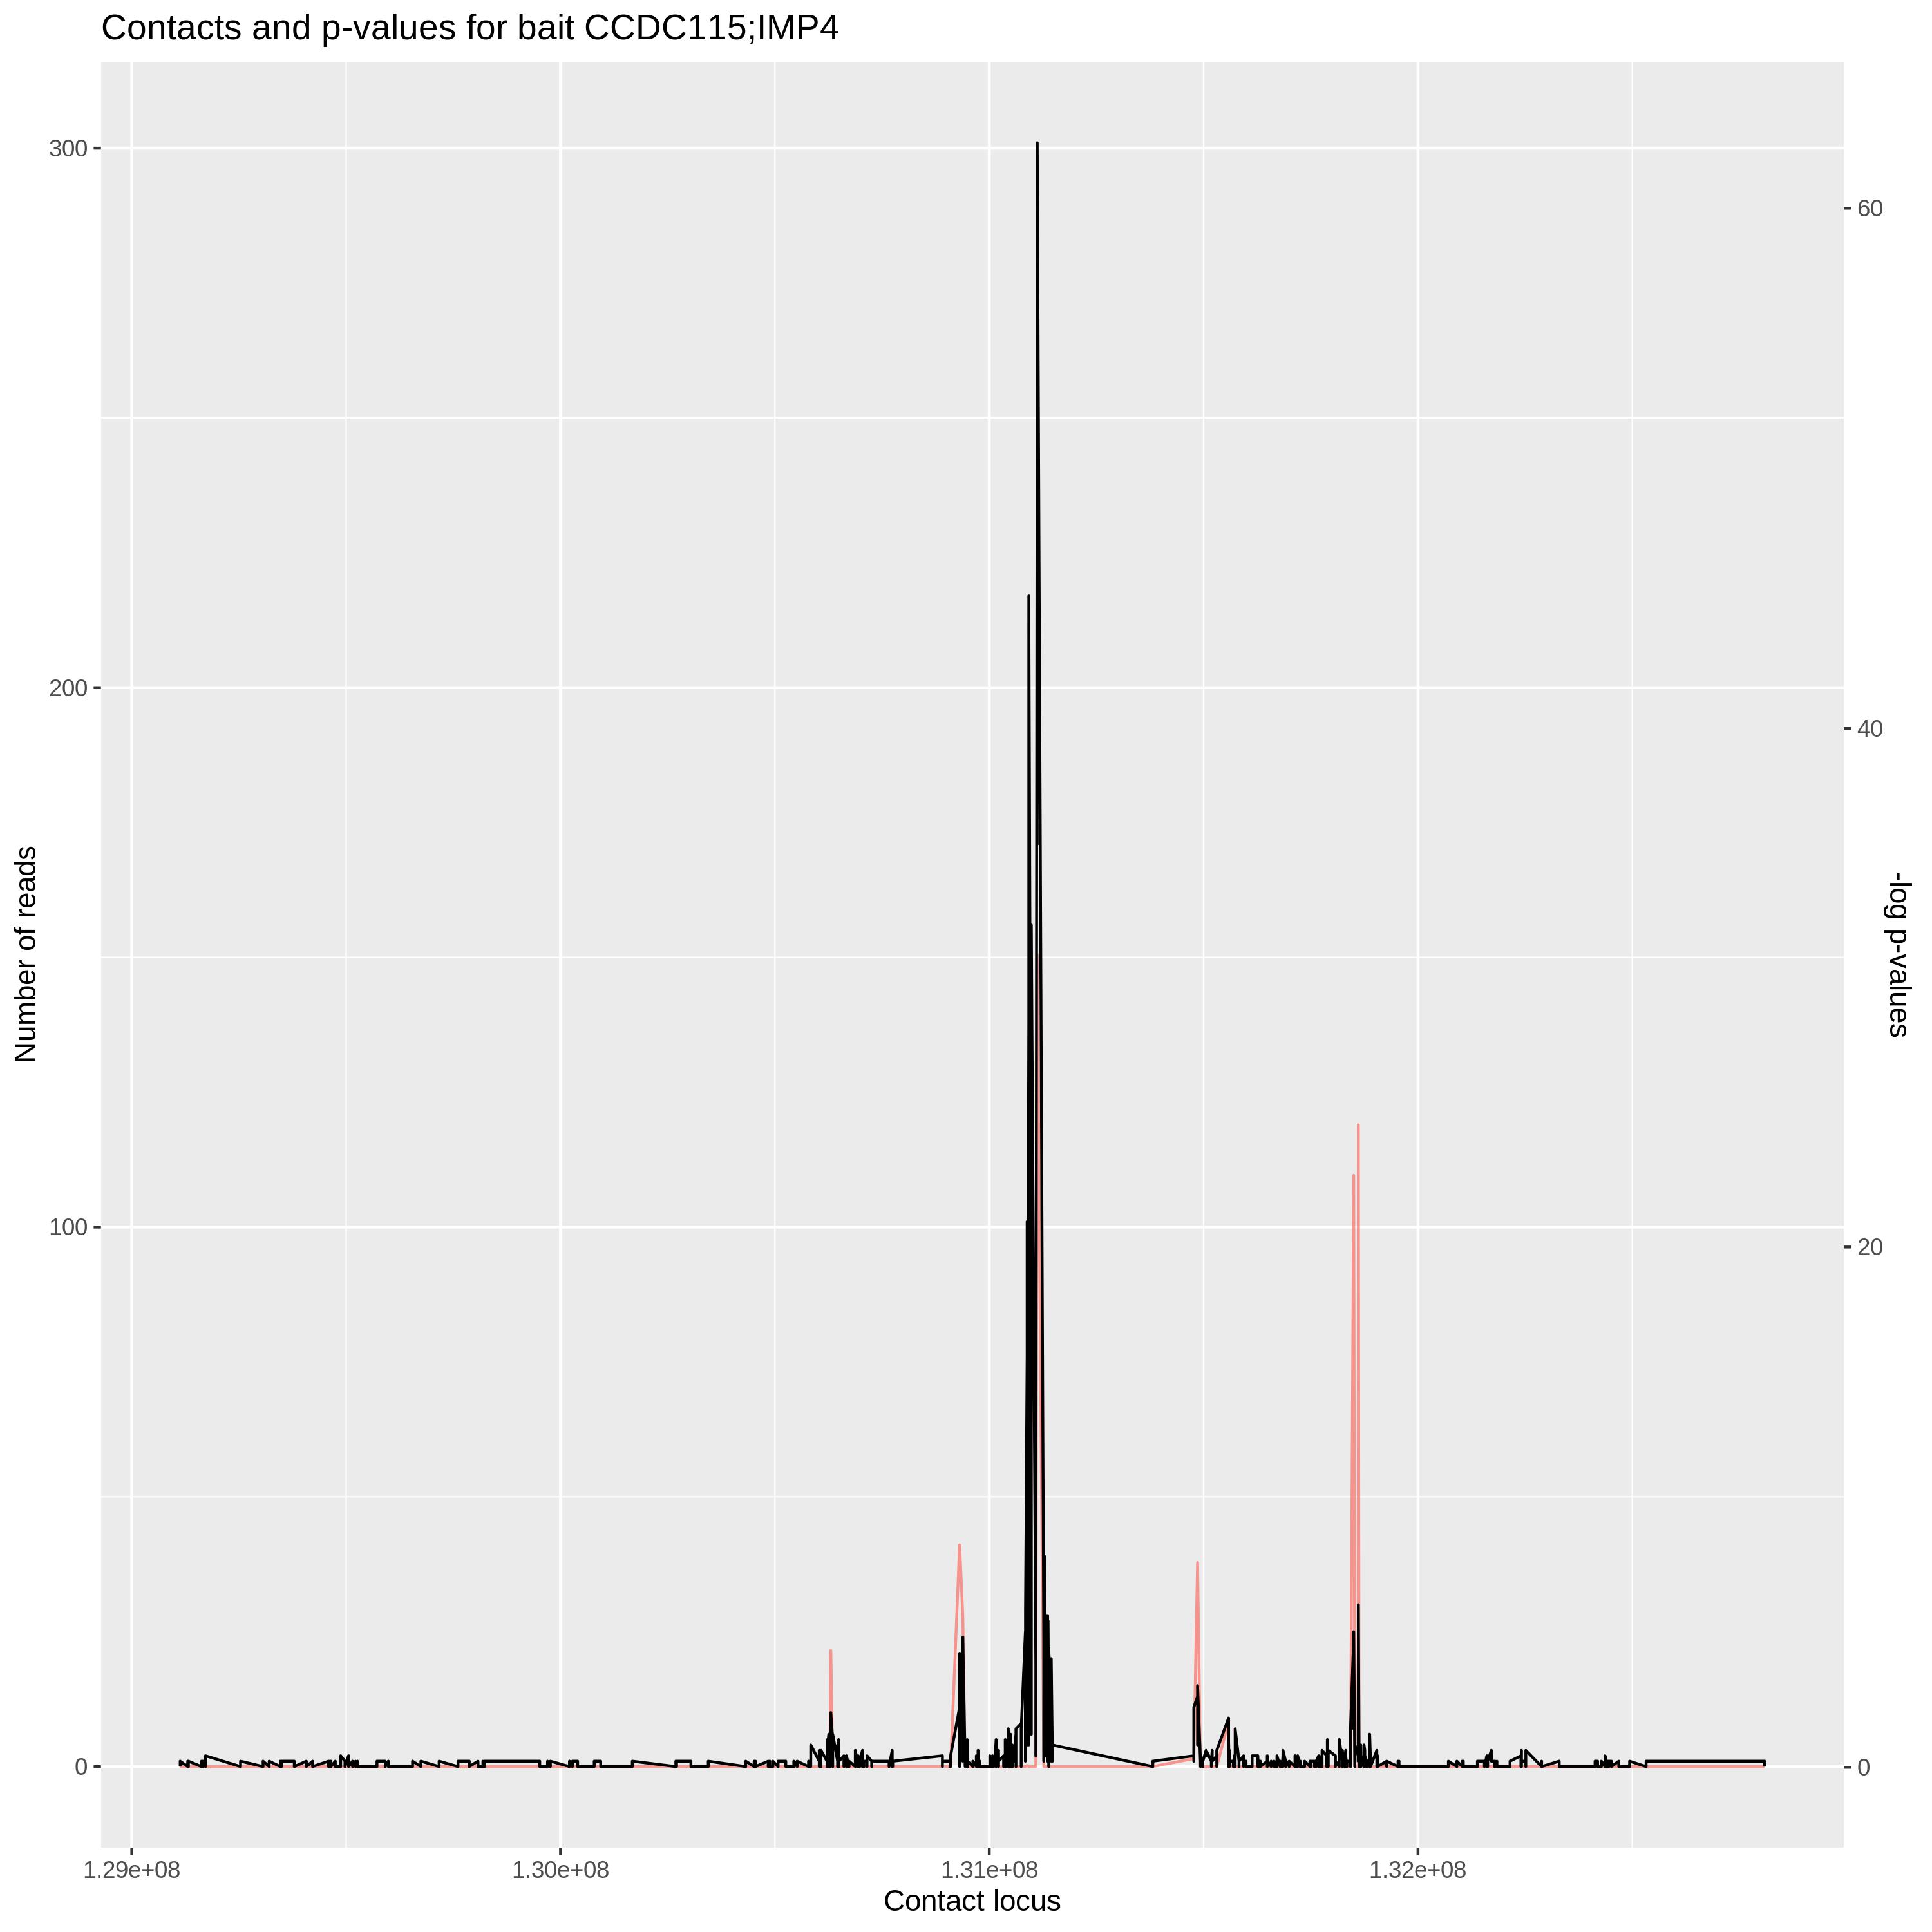 Contacts and p-values for bait CCDC115;IMP4
300
200
100
0
Number of reads
60
40
20
0
-log p-values
1.29e+08
1.30e+08
1.31e+08
1.32e+08
Contact locus